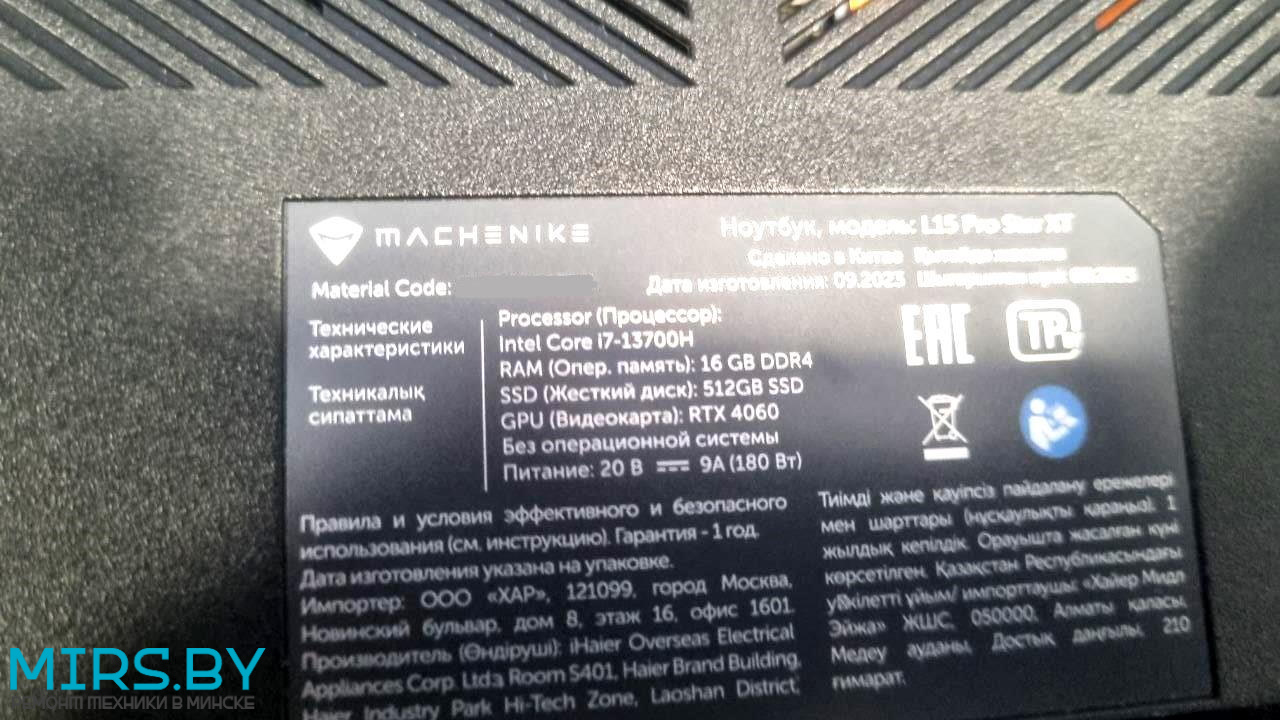 MACHENIKE
Ноутбук, модель: L15 Pro Star XT
Сделано в Китае
Material Code:
Дата изготовления: 09.2023
Технические
характеристики
Техникалық
сипаттама
Processor (Процессор):
Intel Core i7-13700H
RAM (Опер. память): 16 GB DDR4
SSD (Жесткий диск): 512GB SSD
GPU (Видеокарта): RTX 4060
Без операционной системы
Питание: 20 В 9А (180 Вт)
EAC
TP
Правила и условия эффективного и безопасного
использования (см. инструкцию). Гарантия - 1 год.
Дата изготовления указана на упаковке.
Импортер: ООО «ХАР», 121099, город Москва,
Новинский бульвар, дом 8, этаж 16, офис 1601.
Производитель (Өндіруші): iHaier Overseas Electrical
Appliances Corp. Ltd Room S401, Haier Brand Building,
Haier Industry Park Hi-Tech Zone, Laoshan District,
Тиімді және қауіпсіз пайдалану ережелері
мен шарттары (нұсқаулықты қараңыз). 1
жылдық кепілдік. Орауышта жасалған күні
көрсетілген. Қазақстан Республикасындағы
уәкілетті ұйым/ импорттаушы: «Хайер Мидл
Эйжа» ЖШС, 050000, Алматы қаласы,
Медеу ауданы, Достық даңғылы, 210
ғимарат.
MIRS.BY
РЕМОНТ ТЕХНИКИ В МИНСКЕ